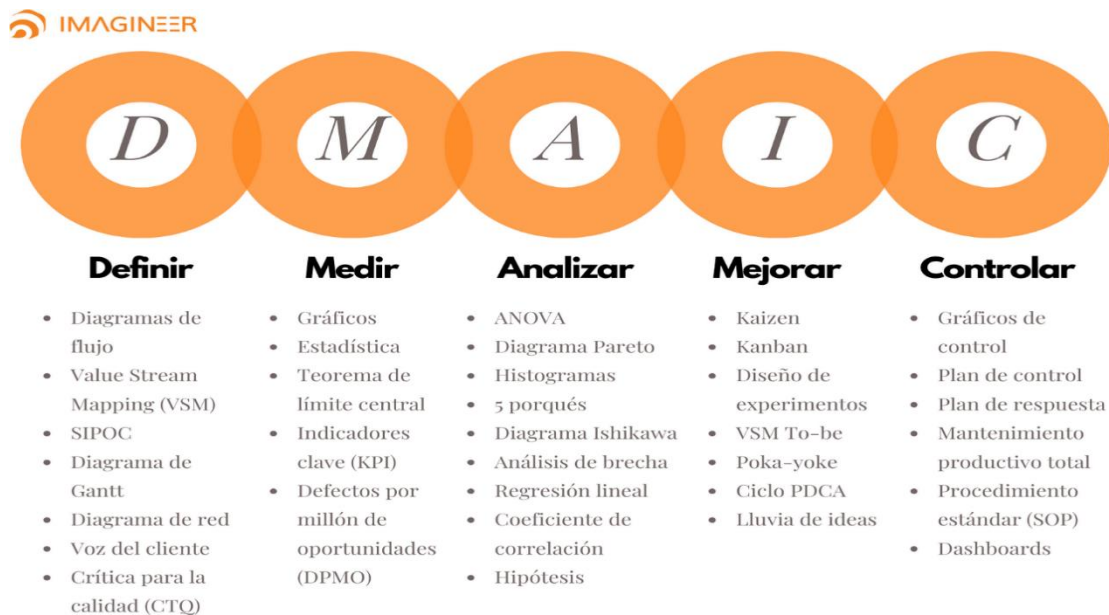 IMAGINEER
D
M
A
I
C
Definir
Diagramas de
flujo
Value Stream
Mapping (VSM)
SIPOC
Diagrama de
Gantt
Diagrama de red
Voz del cliente
Crítica para la
calidad (CTQ)
Medir
Gráficos
Estadística
Teorema de
límite central
Indicadores
clave (KPI)
Defectos por
millón de
oportunidades
(DPMO)
Analizar
ANOVA
Diagrama Pareto
Histogramas
5 porqués
Diagrama Ishikawa
Análisis de brecha
Regresión lineal
Coeficiente de
correlación
Hipótesis
Mejorar
Kaizen
Kanban
Diseño de
experimentos
VSM To-be
Poka-yoke
Ciclo PDCA
Lluvia de ideas
Controlar
Gráficos de
control
Plan de control
Plan de respuesta
Mantenimiento
productivo total
Procedimiento
estándar (SOP)
Dashboards